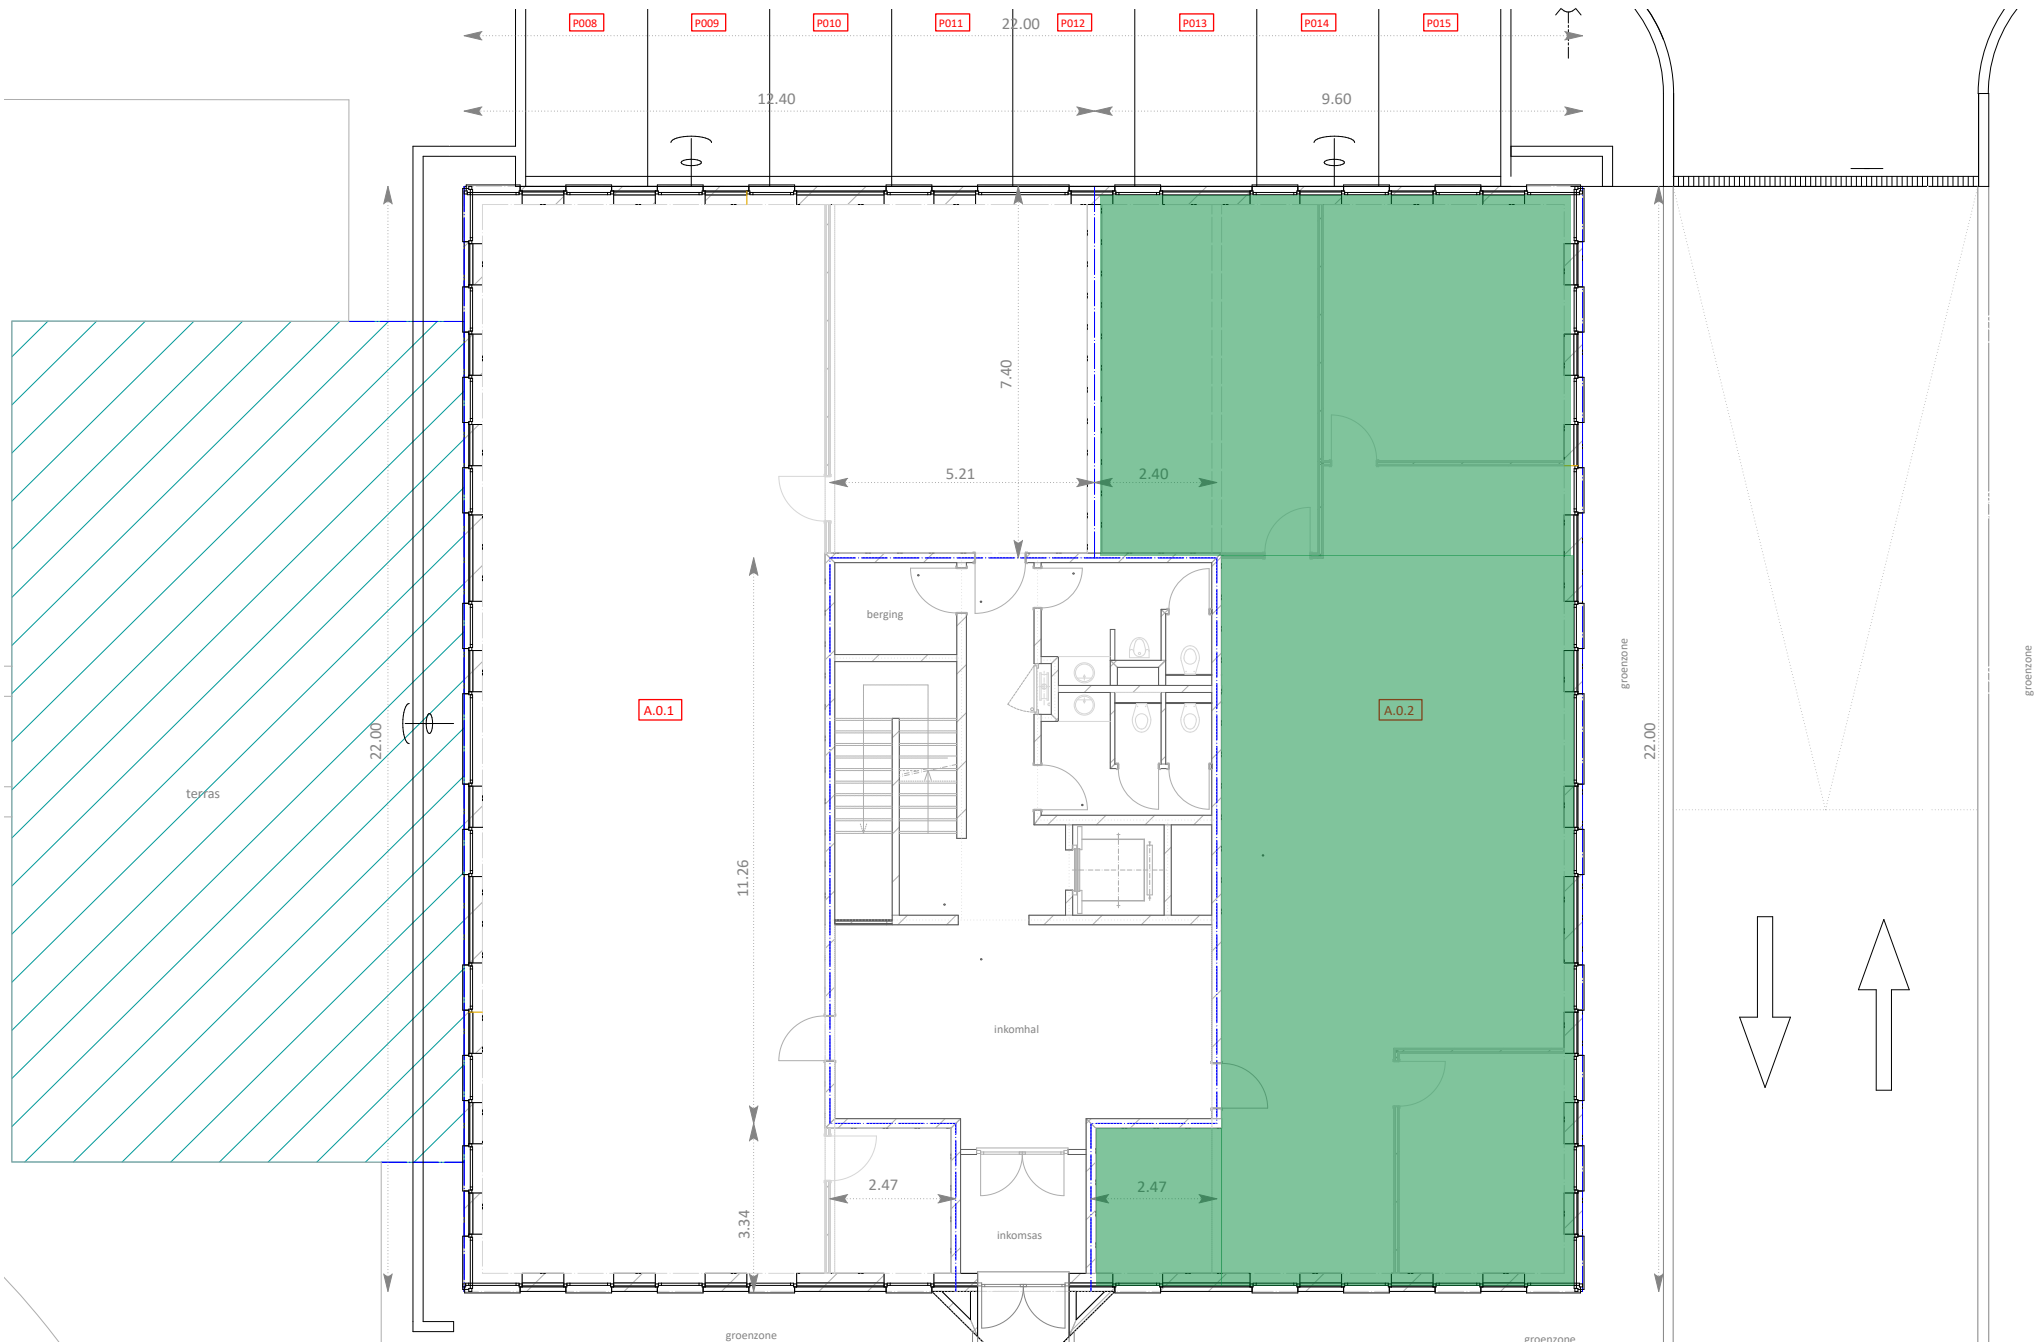 P008
P009
P010
P011
P012
P013
P014
P015
22.00
12.40
9.60
7.40
5.21
2.40
berging
A.0.1
A.0.2
groenzone
groenzone
22.00
22.00
terras
11.26
inkomhal
2.47
2.47
3.34
inkomsas
groenzone
groenzone